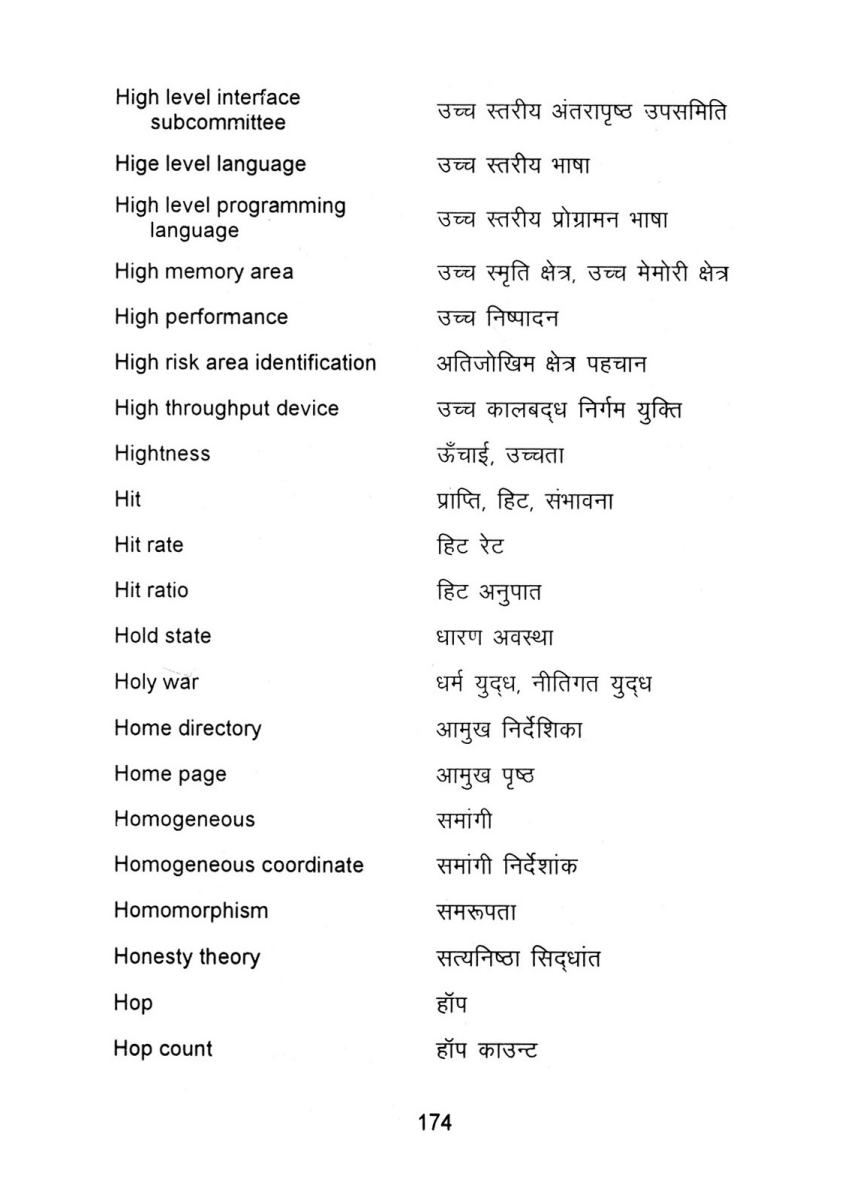 High level interface
subcommittee उच्च स्तरीय अंतरापृष्ठ उपसमिति
Hige level language उच्च स्तरीय भाषा
High level programming
language उच्च स्तरीय प्रोग्रामन भाषा
High memory area उच्च स्मृति क्षेत्र, उच्च मेमोरी क्षेत्र
High performance उच्च निष्पादन
High risk area identification अतिजोखिम क्षेत्र पहचान
High throughput device उच्च कालबद्ध निर्गम युक्ति
Hightness ऊँचाई, उच्चता
Hit प्राप्ति, हिट, संभावना
Hit rate हिट रेट
Hit ratio हिट अनुपात
Hold state धारण अवस्था
Holy war धर्म युद्ध, नीतिगत युद्ध
Home directory आमुख निर्देशिका
Home page आमुख पृष्ठ
Homogeneous समांगी
Homogeneous coordinate समांगी निर्देशांक
Homomorphism समरूपता
Honesty theory सत्यनिष्ठा सिद्धांत
Hop हॉप
Hop count हॉप काउन्ट
174